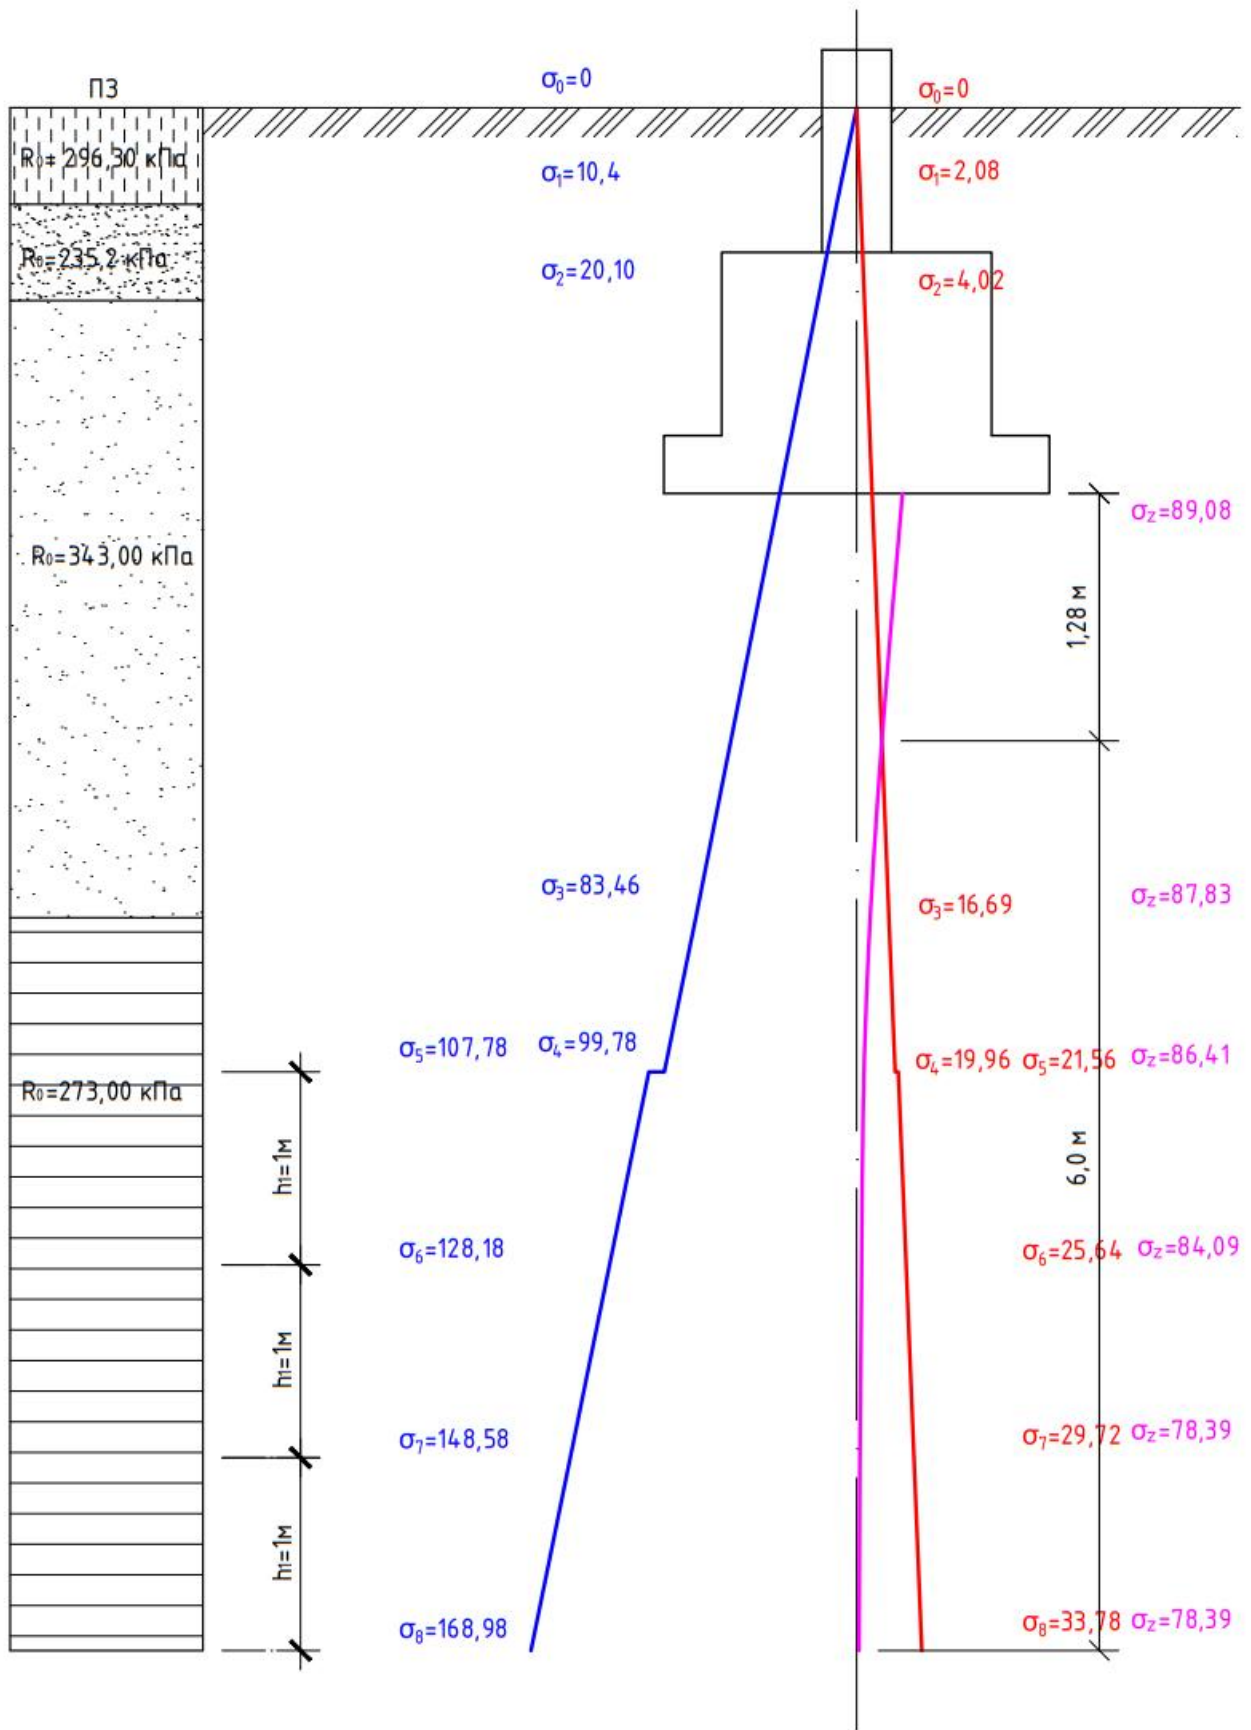 ПЗ
σ₀=0
σ₀=0
R₀= 296,30 кПа
σ₁=10,4
σ₁=2,08
R₀=235,2 кПа
σ₂=20,10
σ₂=4,02
σz=89,08
R₀=343,00 кПа
1,28 м
σ₃=83,46
σ₃=16,69
σz=87,83
σ₅=107,78
σ₄=99,78
σ₄=19,96
σ₅=21,56
σz=86,41
R₀=273,00 кПа
h₁=1м
6,0 м
σ₆=128,18
σ₆=25,64
σz=84,09
h₁=1м
σ₇=148,58
σ₇=29,72
σz=78,39
h₁=1м
σ₈=168,98
σ₈=33,78
σz=78,39